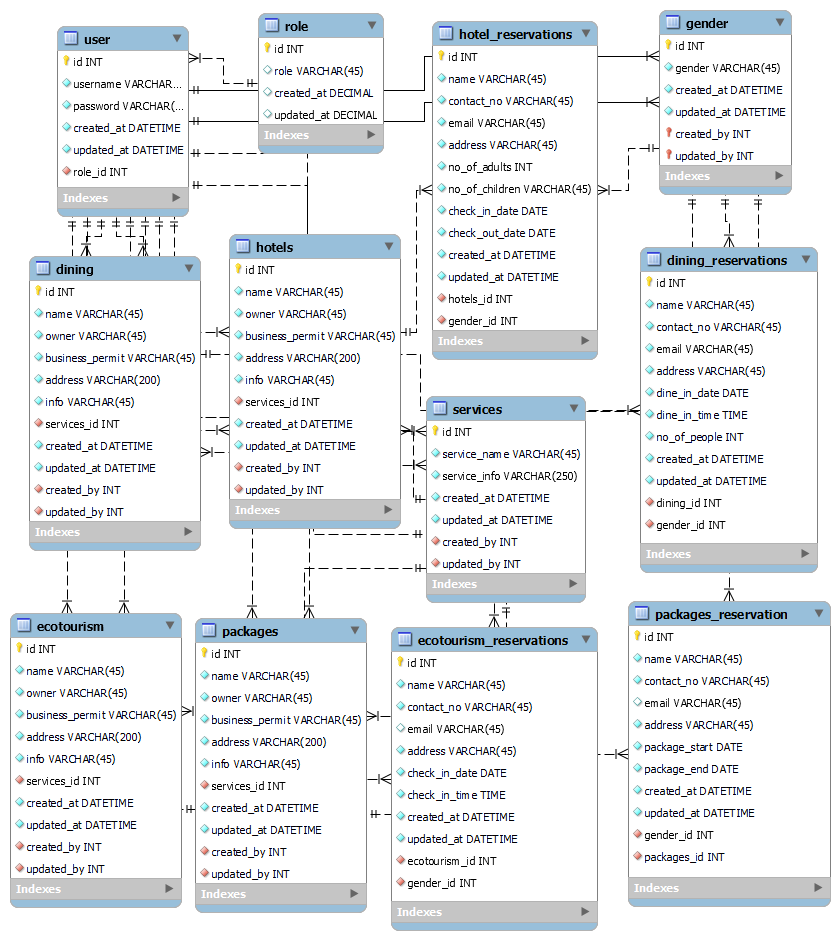 user
id INT
username VARCHAR...
password VARCHAR(...
created_at DATETIME
updated_at DATETIME
role_id INT
Indexes
role
id INT
role VARCHAR(45)
created_at DECIMAL
updated_at DECIMAL
Indexes
hotel_reservations
id INT
name VARCHAR(45)
contact_no VARCHAR(45)
email VARCHAR(45)
address VARCHAR(45)
no_of_adults INT
no_of_children VARCHAR(45)
check_in_date DATE
check_out_date DATE
created_at DATETIME
updated_at DATETIME
hotels_id INT
gender_id INT
Indexes
gender
id INT
gender VARCHAR(45)
created_at DATETIME
updated_at DATETIME
created_by INT
updated_by INT
Indexes
dining
id INT
name VARCHAR(45)
owner VARCHAR(45)
business_permit VARCHAR(45)
address VARCHAR(200)
info VARCHAR(45)
services_id INT
created_at DATETIME
updated_at DATETIME
created_by INT
updated_by INT
Indexes
hotels
id INT
name VARCHAR(45)
owner VARCHAR(45)
business_permit VARCHAR(45)
address VARCHAR(200)
info VARCHAR(45)
services_id INT
created_at DATETIME
updated_at DATETIME
created_by INT
updated_by INT
Indexes
services
id INT
service_name VARCHAR(45)
service_info VARCHAR(250)
created_at DATETIME
updated_at DATETIME
created_by INT
updated_by INT
Indexes
dining_reservations
id INT
name VARCHAR(45)
contact_no VARCHAR(45)
email VARCHAR(45)
address VARCHAR(45)
dine_in_date DATE
dine_in_time TIME
no_of_people INT
created_at DATETIME
updated_at DATETIME
dining_id INT
gender_id INT
Indexes
ecotourism
id INT
name VARCHAR(45)
owner VARCHAR(45)
business_permit VARCHAR(45)
address VARCHAR(200)
info VARCHAR(45)
services_id INT
created_at DATETIME
updated_at DATETIME
created_by INT
updated_by INT
Indexes
packages
id INT
name VARCHAR(45)
owner VARCHAR(45)
business_permit VARCHAR(45)
address VARCHAR(200)
info VARCHAR(45)
services_id INT
created_at DATETIME
updated_at DATETIME
created_by INT
updated_by INT
Indexes
ecotourism_reservations
id INT
name VARCHAR(45)
contact_no VARCHAR(45)
email VARCHAR(45)
address VARCHAR(45)
check_in_date DATE
check_in_time TIME
created_at DATETIME
updated_at DATETIME
ecotourism_id INT
gender_id INT
Indexes
packages_reservation
id INT
name VARCHAR(45)
contact_no VARCHAR(45)
email VARCHAR(45)
address VARCHAR(45)
package_start DATE
package_end DATE
created_at DATETIME
updated_at DATETIME
gender_id INT
packages_id INT
Indexes